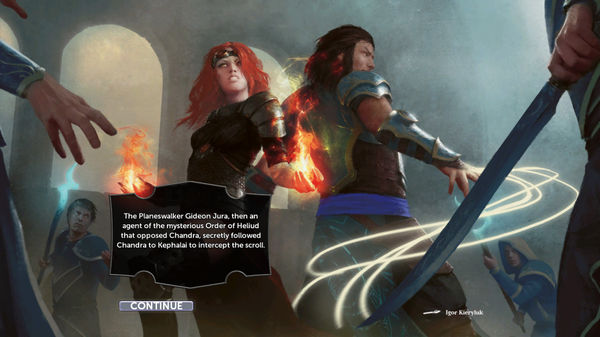 The Planeswalker Gideon Jura, then an
agent of the mysterious Order of Heliud
that opposed Chandra, secretly followed
Chandra to Kephalai to intercept the scroll.
CONTINUE
Igor Kieryluk